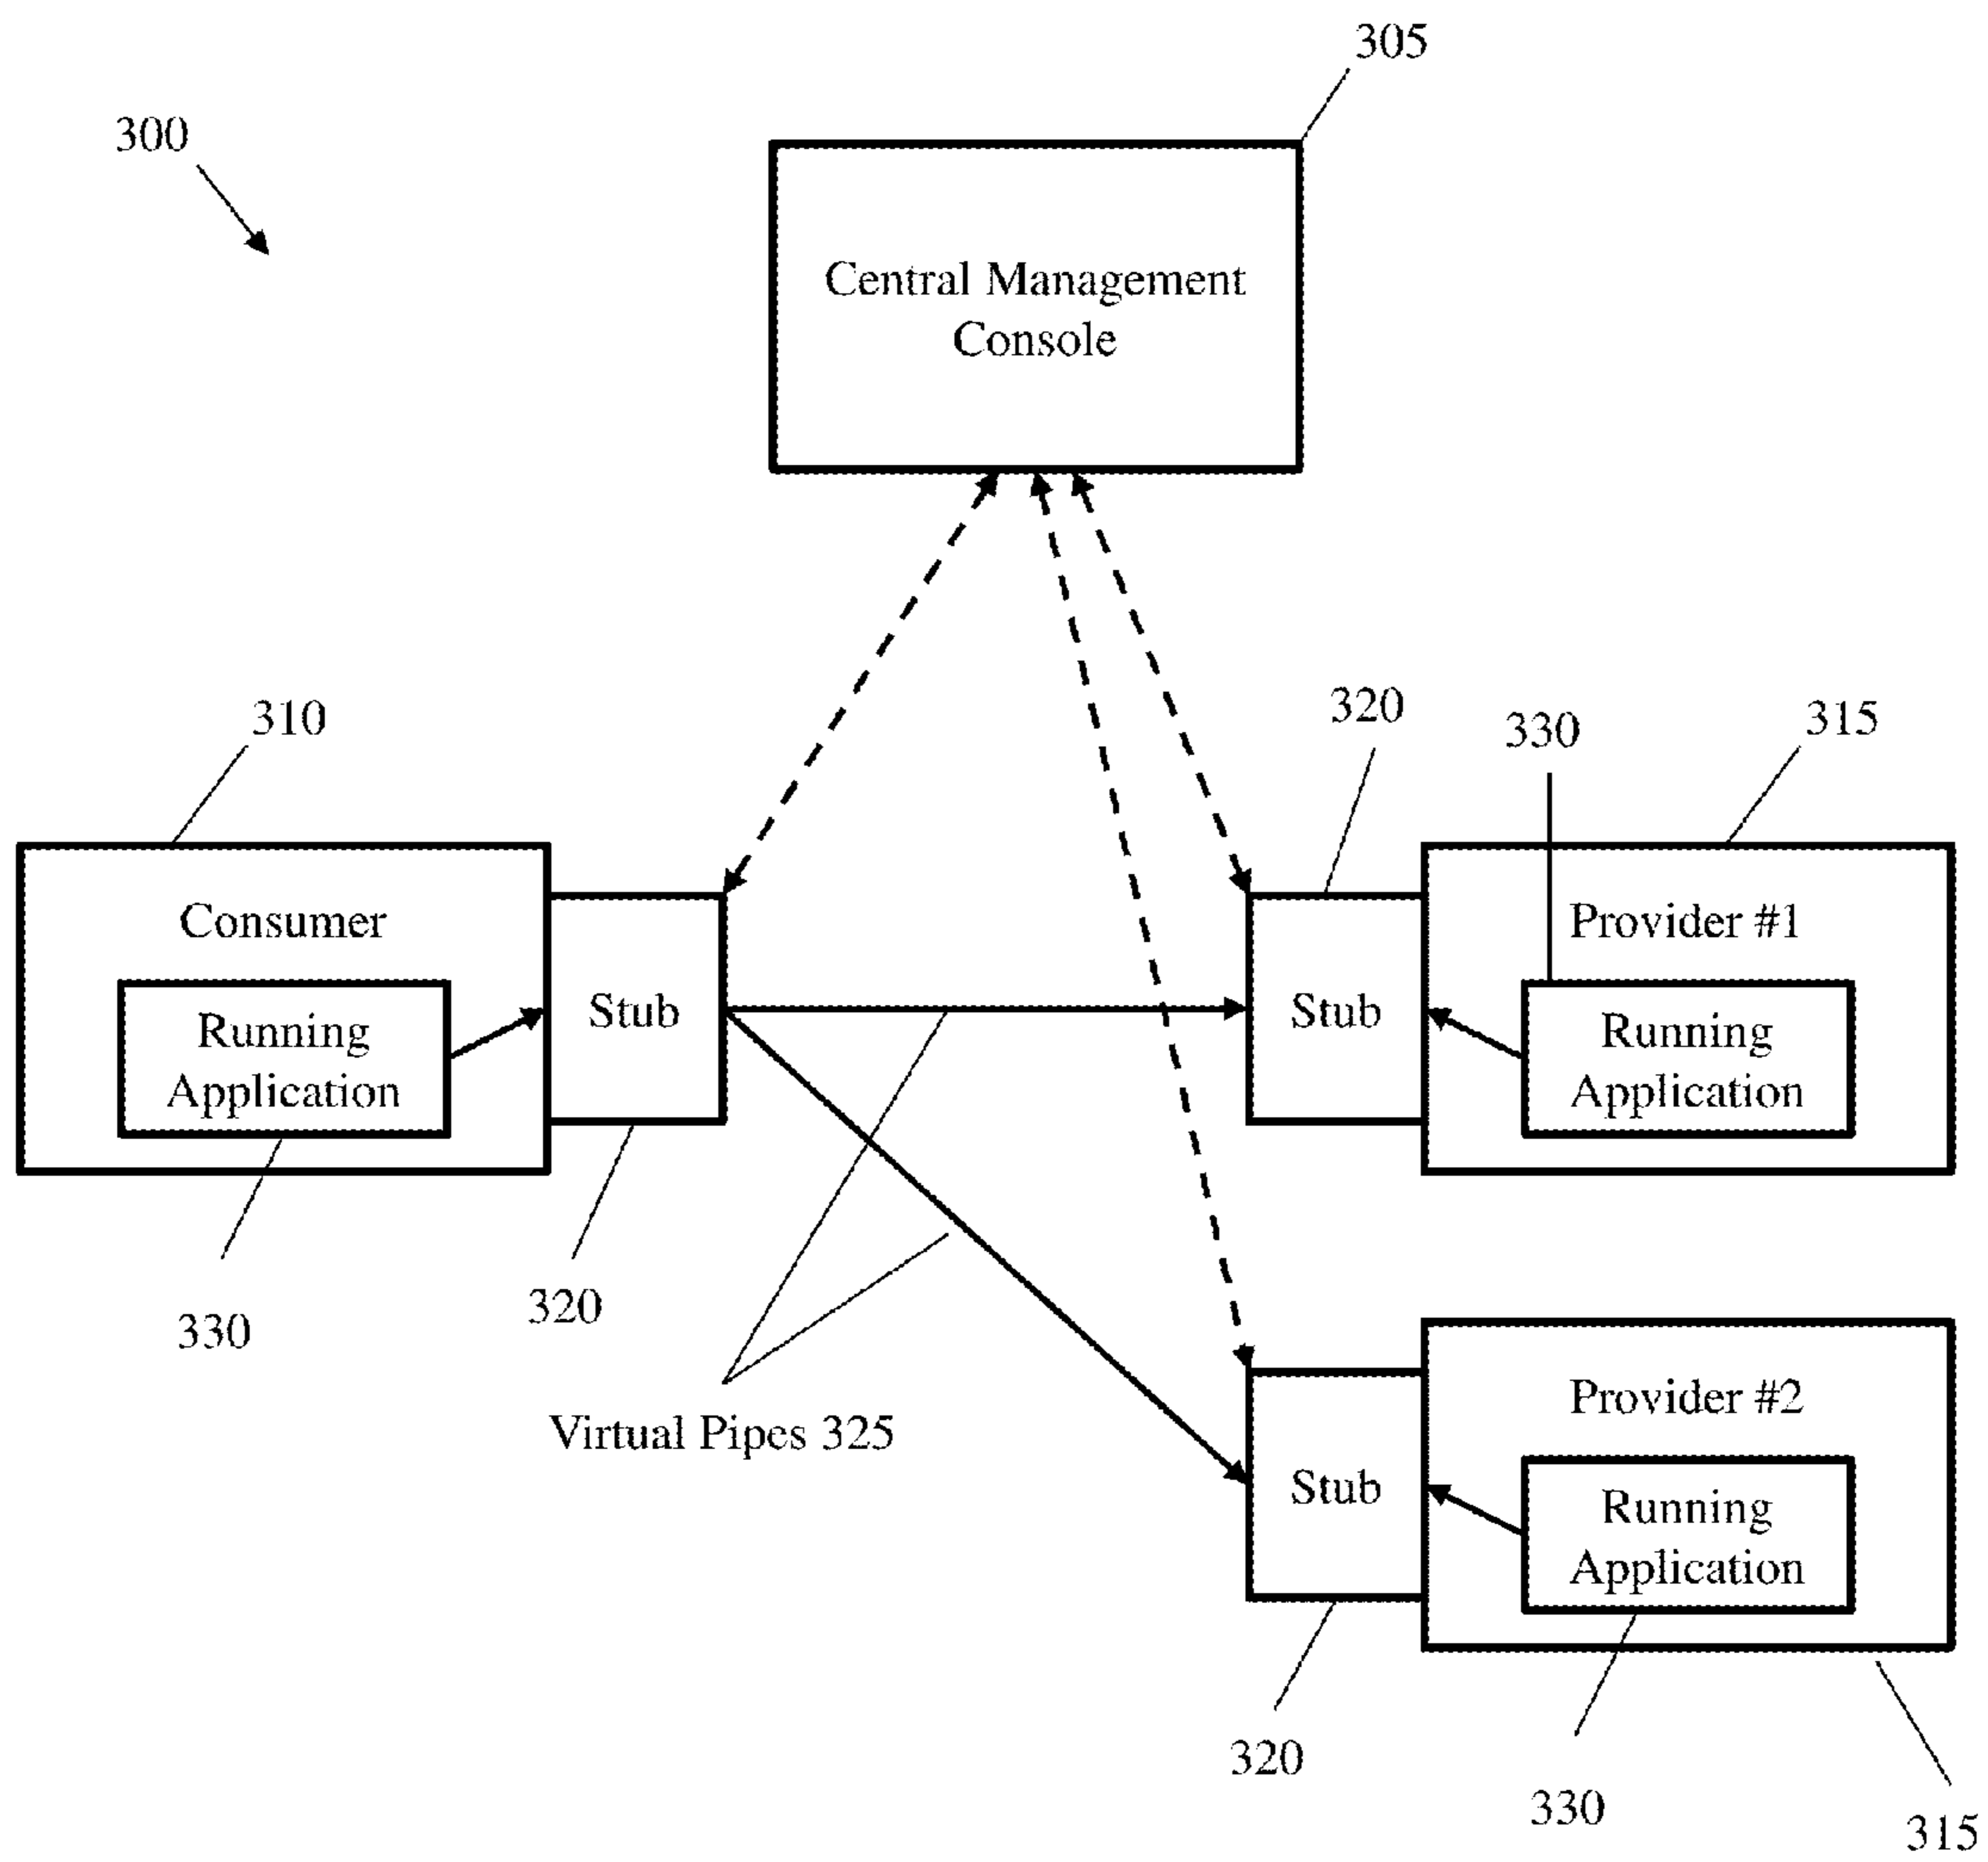 305
300
Central Management
Console
310
320
330
315
Consumer
Stub
Running
Application
Stub
Provider #1
Running
Application
330
320
Virtual Pipes 325
Stub
Provider #2
Running
Application
320
330
315